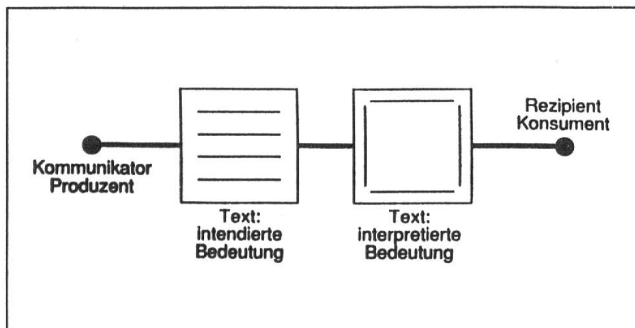 Kommunikator
Produzent
Text:
intendierte
Bedeutung
Text:
interpretierte
Bedeutung
Rezipient
Konsument